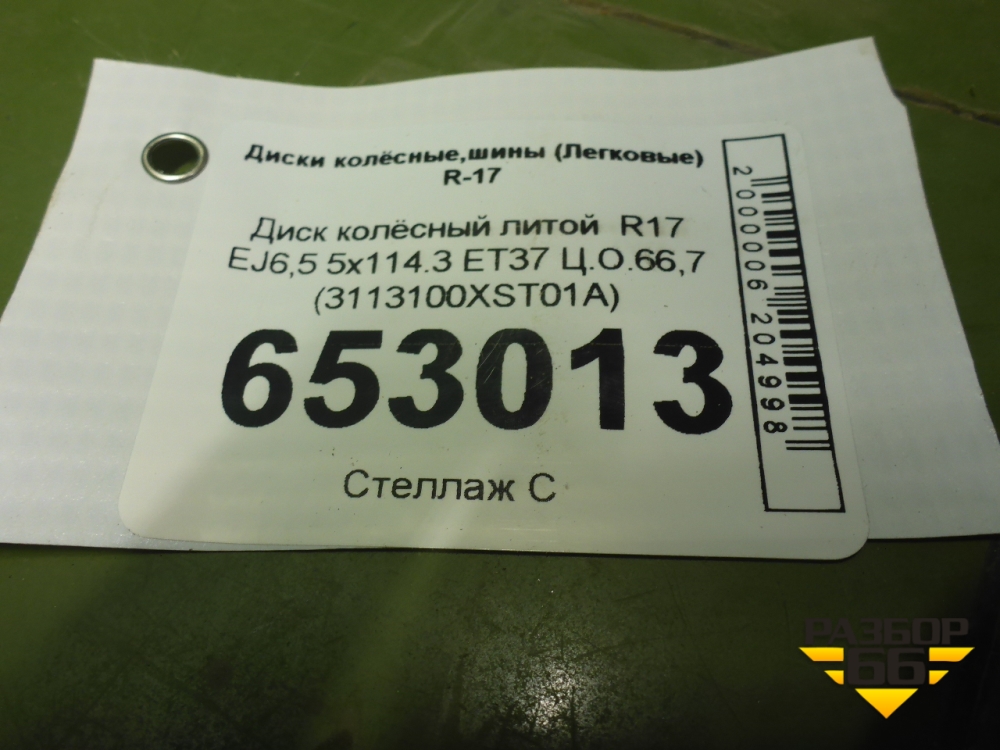 Диски колёсные,шины (Легковые)
R-17
Диск колёсный литой R17
EJ6,5 5x114.3 ET37 Ц.О.66,7
(3113100XST01A)
653013
Стеллаж С
2000006204998
РАЗБОР
66